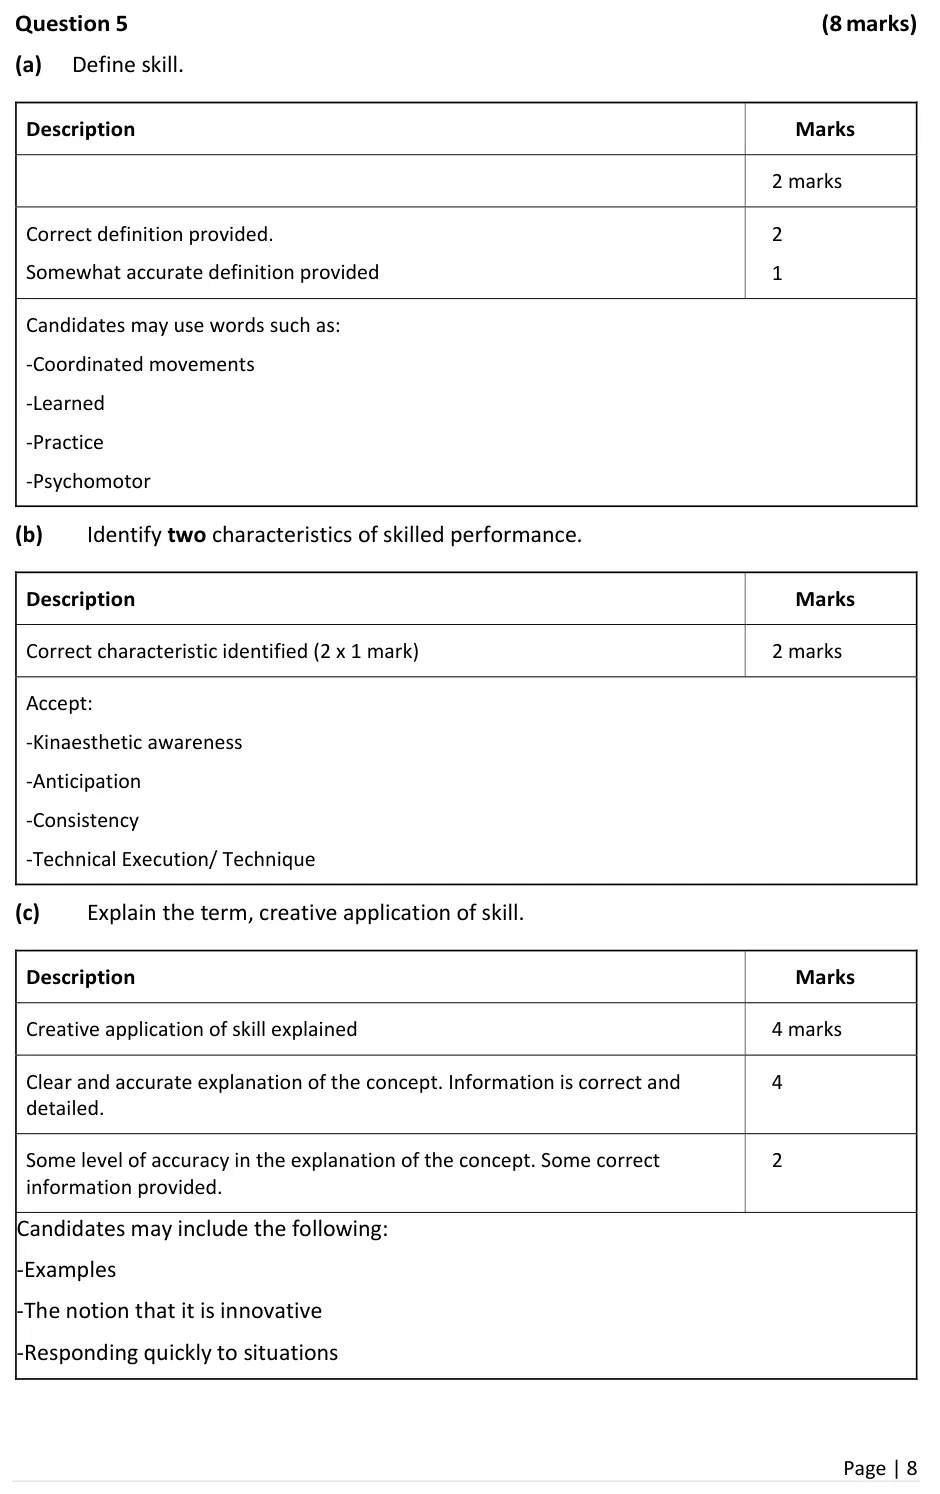 Question 5 (8 marks)
(a) Define skill.
Description Marks
2 marks
Correct definition provided. 2
Somewhat accurate definition provided 1
Candidates may use words such as:
-Coordinated movements
-Learned
-Practice
-Psychomotor
(b) Identify two characteristics of skilled performance.
Description Marks
Correct characteristic identified (2 x 1 mark) 2 marks
Accept:
-Kinaesthetic awareness
-Anticipation
-Consistency
-Technical Execution/ Technique
(c) Explain the term, creative application of skill.
Description Marks
Creative application of skill explained 4 marks
Clear and accurate explanation of the concept. Information is correct and 4
detailed.
Some level of accuracy in the explanation of the concept. Some correct 2
information provided.
Candidates may include the following:
-Examples
-The notion that it is innovative
-Responding quickly to situations
Page | 8